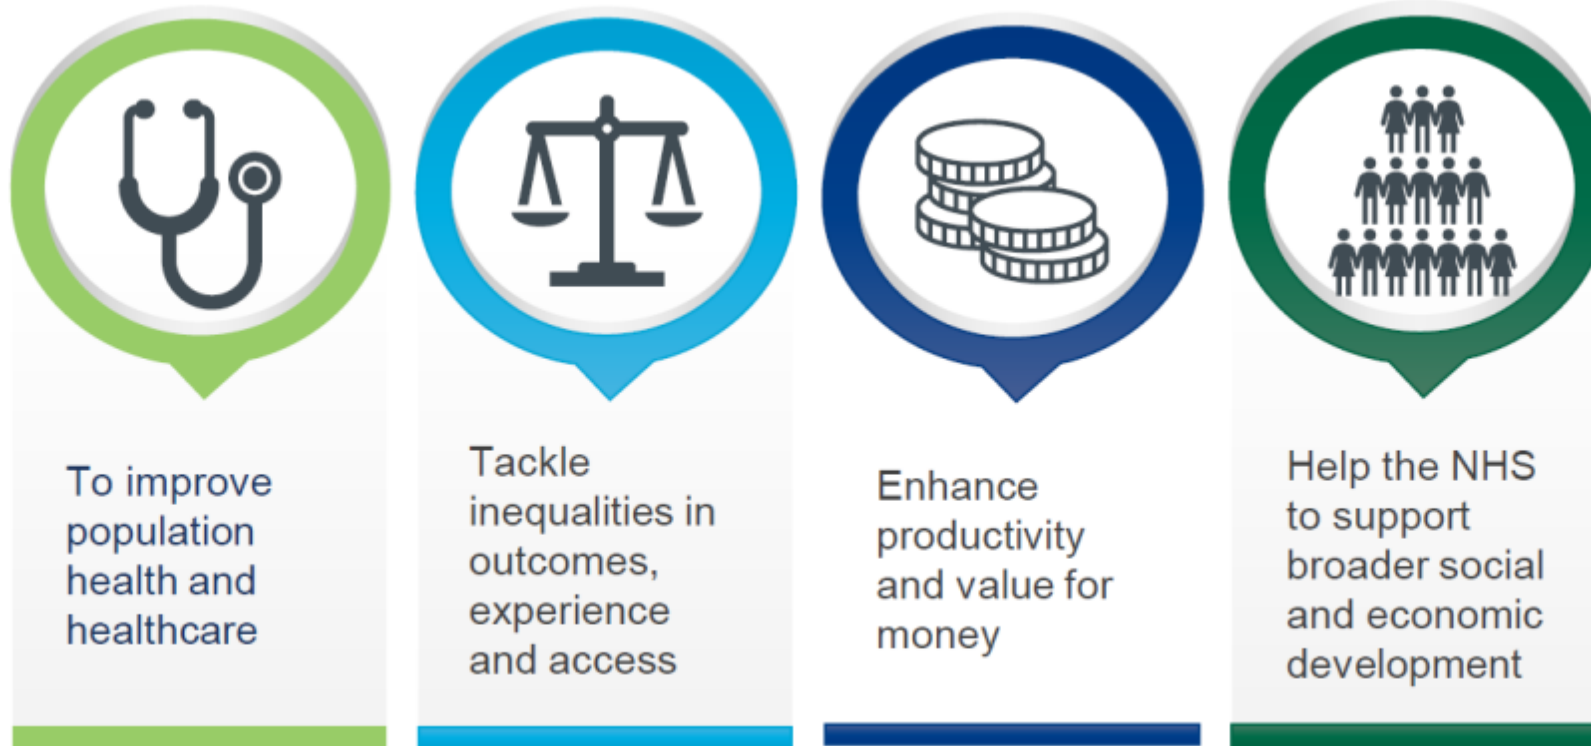 To improve
population
health and
healthcare
Tackle
inequalities in
outcomes,
experience
and access
Enhance
productivity
and value for
money
Help the NHS
to support
broader social
and economic
development